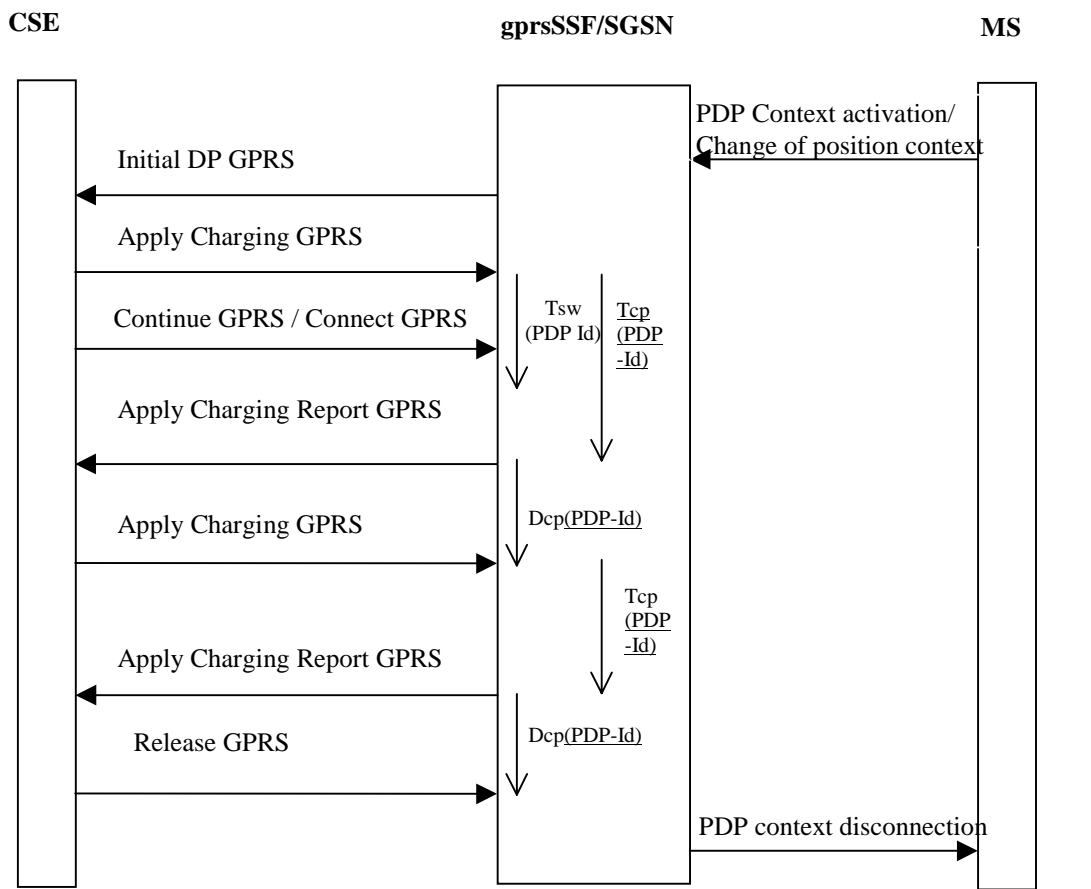 CSE
gprsSSF/SGSN
MS
PDP Context activation/
Change of position context
Initial DP GPRS
Apply Charging GPRS
Continue GPRS / Connect GPRS
Tsw
(PDP Id)
Tcp
(PDP
-Id)
Apply Charging Report GPRS
Apply Charging GPRS
Dcp(PDP-Id)
Tcp
(PDP
-Id)
Apply Charging Report GPRS
Release GPRS
Dcp(PDP-Id)
PDP context disconnection